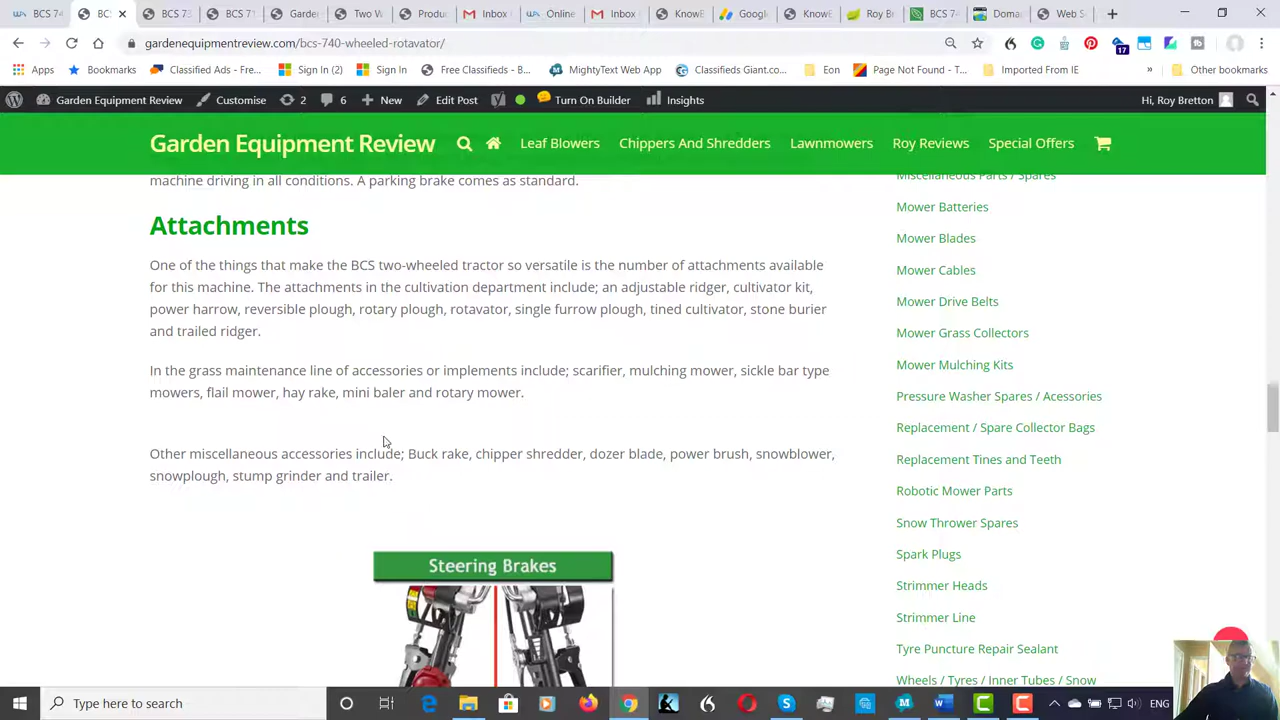 BCS 74
BCS
BCS 73
BCS 71
Garden
Two W
Produc
Inbox
Online
Inbox
KnowB
Google
KnowE
Roy Br
BCS 74
Domai
Web S
gardenequipmentreview.com/bcs-740-wheeled-rotavator/
17
Apps
Bookmarks
Classified Ads - Fre...
Sign In (2)
Sign In
Free Classifieds - B...
MightyText Web App
Classifieds Giant.co...
Eon
Page Not Found - T...
Imported From IE
»
Other bookmarks
Garden Equipment Review
Customise
2
6
New
Edit Post
Turn On Builder
Insights
Hi, Roy Bretton
Garden Equipment Review
Leaf Blowers
Chippers And Shredders
Lawnmowers
Roy Reviews
Special Offers
machine driving in all conditions. A parking brake comes as standard.
Attachments
One of the things that make the BCS two-wheeled tractor so versatile is the number of attachments available
for this machine. The attachments in the cultivation department include; an adjustable ridger, cultivator kit,
power harrow, reversible plough, rotary plough, rotavator, single furrow plough, tined cultivator, stone burier
and trailed ridger.
In the grass maintenance line of accessories or implements include; scarifier, mulching mower, sickle bar type
mowers, flail mower, hay rake, mini baler and rotary mower.
Other miscellaneous accessories include; Buck rake, chipper shredder, dozer blade, power brush, snowblower,
snowplough, stump grinder and trailer.
Steering Brakes
Miscellaneous Parts / Spares
Mower Batteries
Mower Blades
Mower Cables
Mower Drive Belts
Mower Grass Collectors
Mower Mulching Kits
Pressure Washer Spares / Acessories
Replacement / Spare Collector Bags
Replacement Tines and Teeth
Robotic Mower Parts
Snow Thrower Spares
Spark Plugs
Strimmer Heads
Strimmer Line
Tyre Puncture Repair Sealant
Wheels / Tyres / Inner Tubes / Snow
Type here to search
ENG